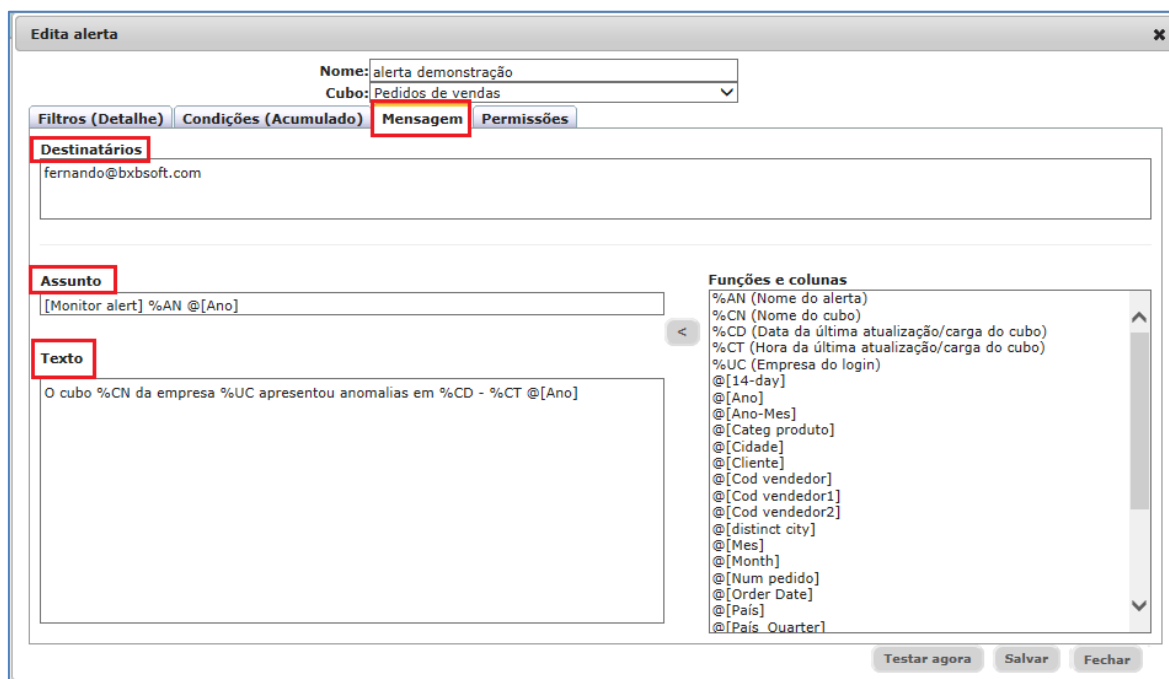 Edita alerta
Nome: alerta demonstração
Cubo: Pedidos de vendas
Filtros (Detalhe) Condições (Acumulado) Mensagem Permissões
Destinatários
fernando@bxbsoft.com
Assunto
[Monitor alert] %AN @[Ano]
Texto
O cubo %CN da empresa %UC apresentou anomalias em %CD - %CT @[Ano]
<
Funções e colunas
%AN (Nome do alerta)
%CN (Nome do cubo)
%CD (Data da última atualização/carga do cubo)
%CT (Hora da última atualização/carga do cubo)
%UC (Empresa do login)
@[14-day]
@[Ano]
@[Ano-Mes]
@[Categ produto]
@[Cidade]
@[Cliente]
@[Cod vendedor]
@[Cod vendedor1]
@[Cod vendedor2]
@[distinct city]
@[Mes]
@[Month]
@[Num pedido]
@[Order Date]
@[País]
@[País_Quarter]
Testar agora Salvar Fechar